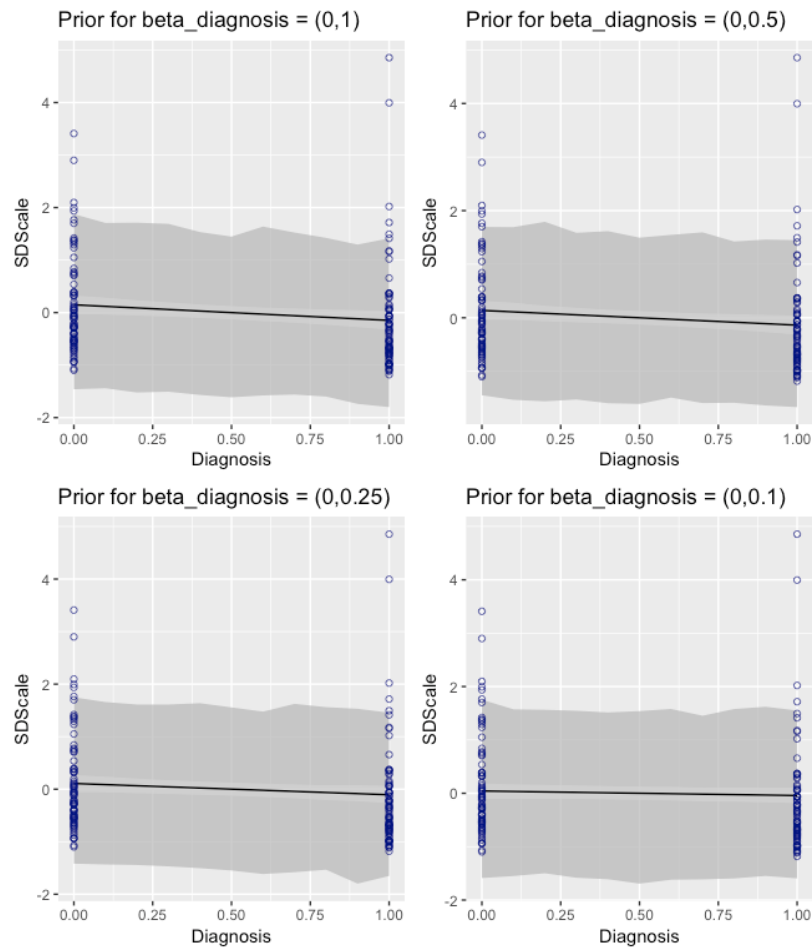 Prior for beta_diagnosis = (0,1)
4
2
0
-2
SDScale
0.00 0.25 0.50 0.75 1.00
Diagnosis
Prior for beta_diagnosis = (0,0.5)
4
2
0
SDScale
0.00 0.25 0.50 0.75 1.00
Diagnosis
Prior for beta_diagnosis = (0,0.25)
4
2
0
-2
SDScale
0.00 0.25 0.50 0.75 1.00
Diagnosis
Prior for beta_diagnosis = (0,0.1)
4
2
0
-2
SDScale
0.00 0.25 0.50 0.75 1.00
Diagnosis